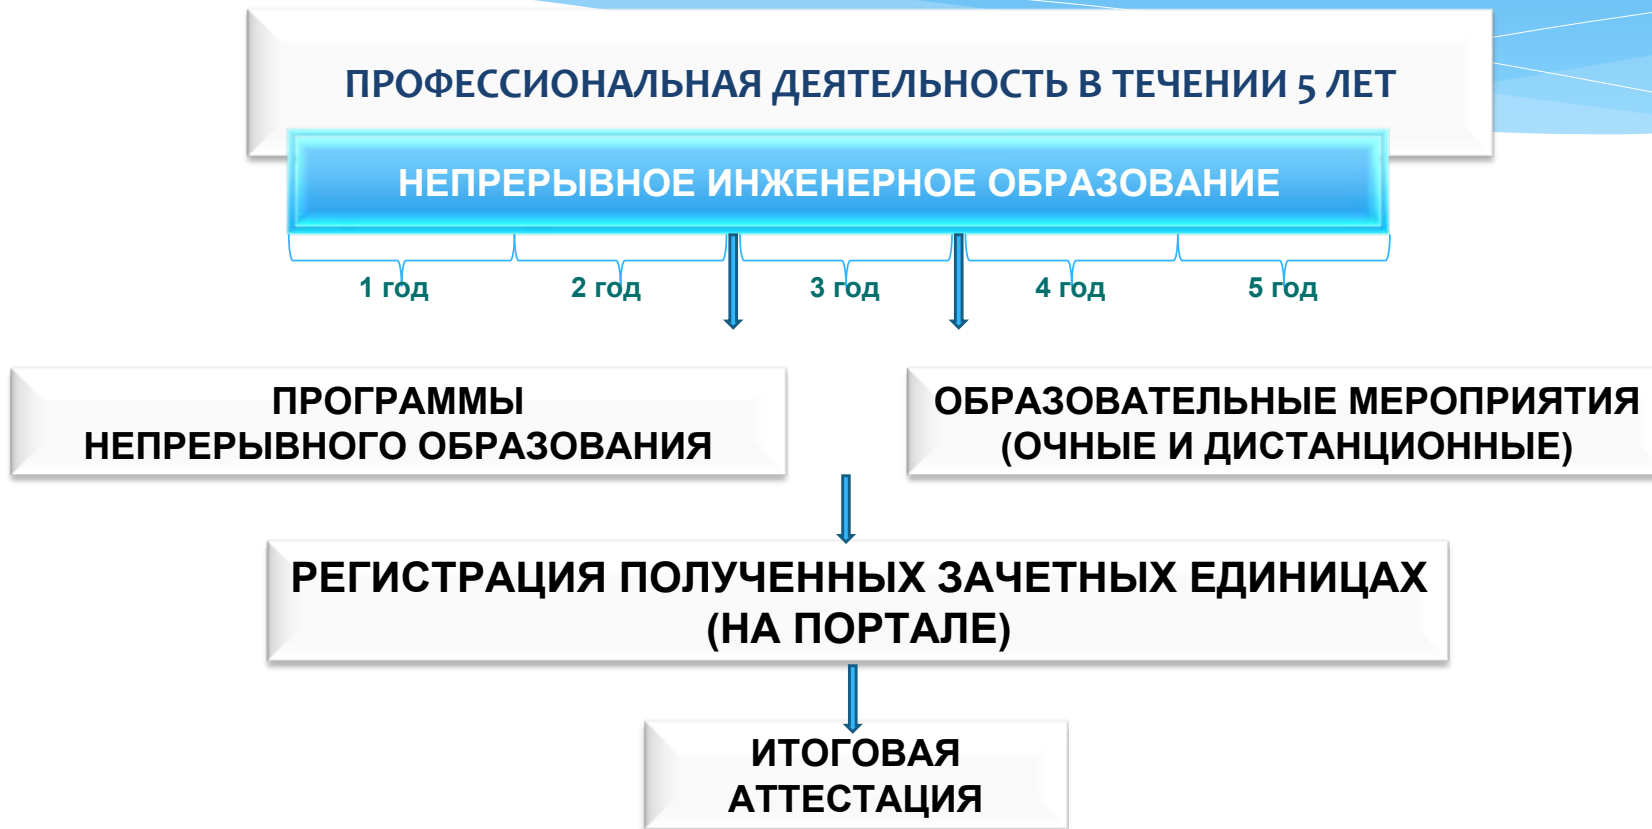 ПРОФЕССИОНАЛЬНАЯ ДЕЯТЕЛЬНОСТЬ В ТЕЧЕНИИ 5 ЛЕТ
НЕПРЕРЫВНОЕ ИНЖЕНЕРНОЕ ОБРАЗОВАНИЕ
1 год
2 год
3 год
4 год
5 год
ПРОГРАММЫ
НЕПРЕРЫВНОГО ОБРАЗОВАНИЯ
ОБРАЗОВАТЕЛЬНЫЕ МЕРОПРИЯТИЯ
(ОЧНЫЕ И ДИСТАНЦИОННЫЕ)
РЕГИСТРАЦИЯ ПОЛУЧЕННЫХ ЗАЧЕТНЫХ ЕДИНИЦАХ
(НА ПОРТАЛЕ)
ИТОГОВАЯ
АТТЕСТАЦИЯ